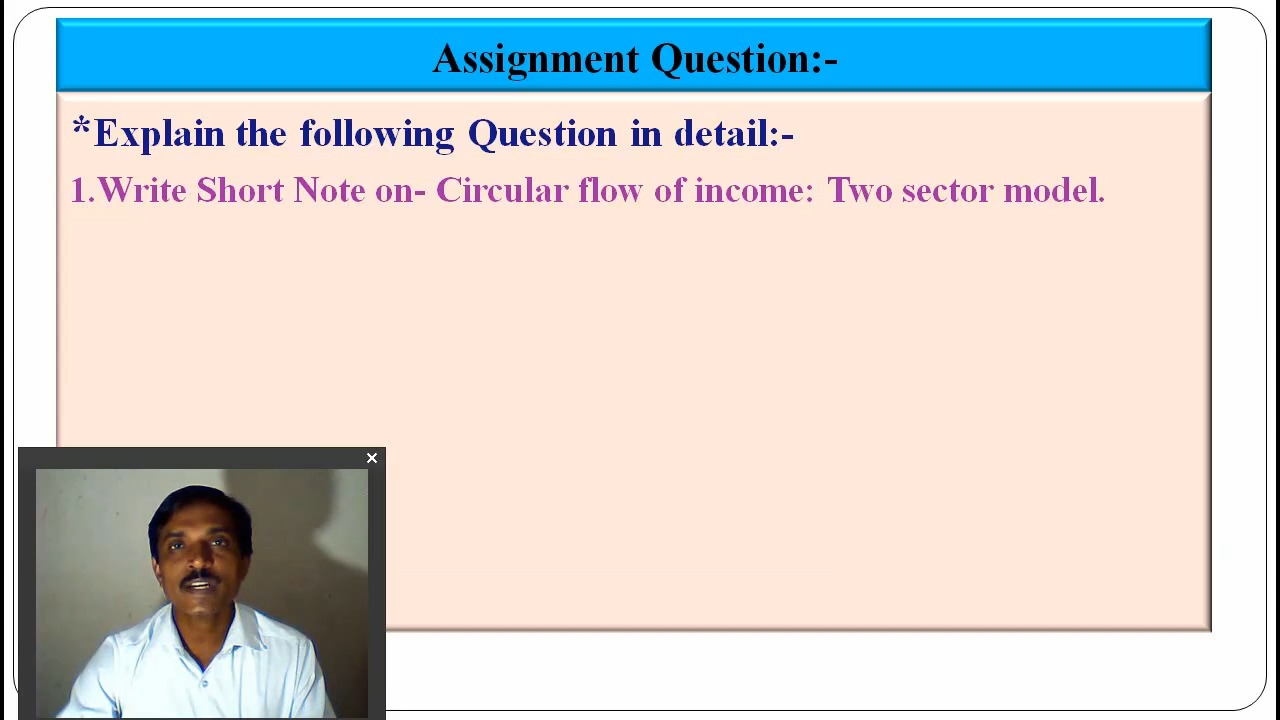 Assignment Question:-
*Explain the following Question in detail:-
1.Write Short Note on- Circular flow of income: Two sector model.